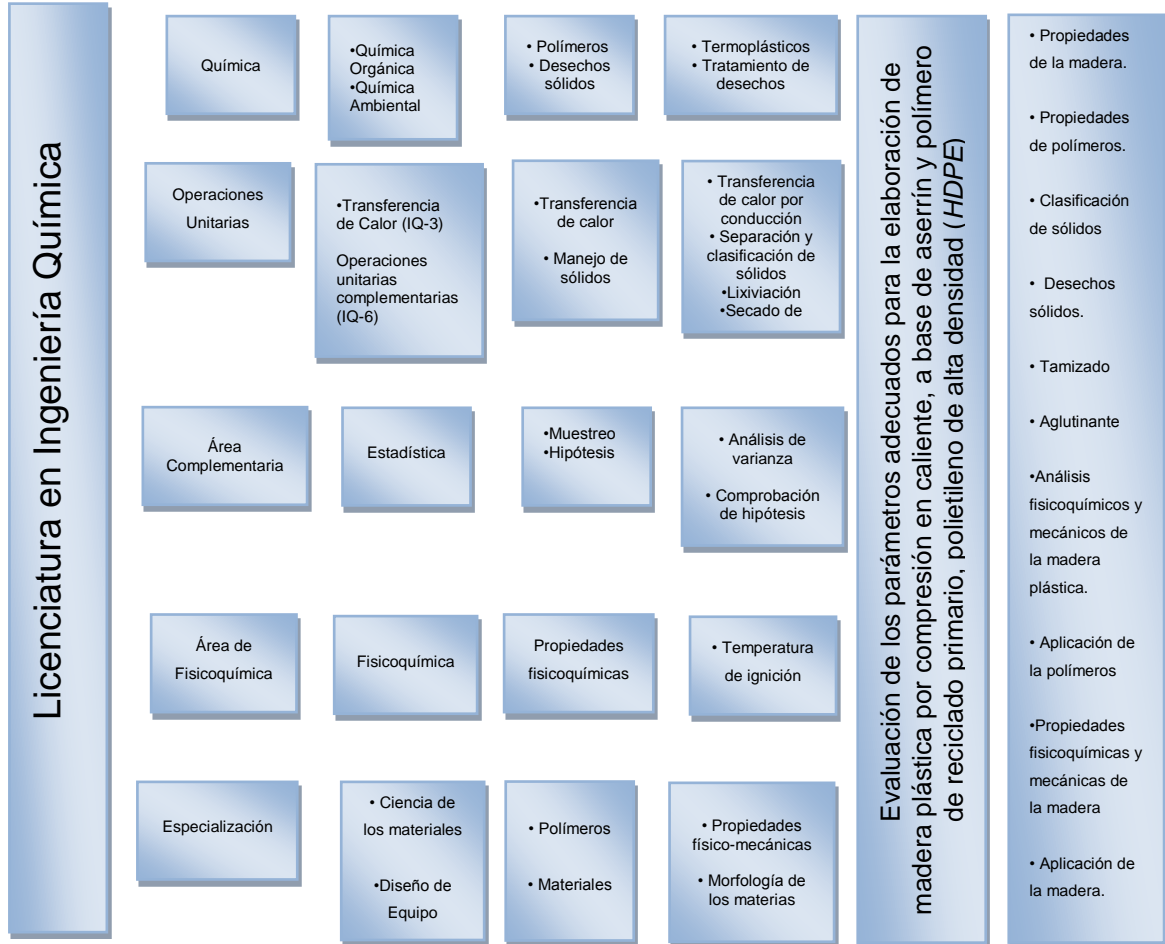 Licenciatura en Ingeniería Química
Química
•Química
Orgánica
•Química
Ambiental
• Polímeros
• Desechos
sólidos
• Termoplásticos
• Tratamiento de
desechos
Operaciones
Unitarias
•Transferencia
de Calor (IQ-3)
Operaciones
unitarias
complementarias
(IQ-6)
•Transferencia
de calor
• Manejo de
sólidos
• Transferencia
de calor por
conducción
• Separación y
clasificación de
sólidos
•Lixiviación
•Secado de
Área
Complementaria
Estadística
•Muestreo
•Hipótesis
• Análisis de
varianza
• Comprobación
de hipótesis
Área de
Fisicoquímica
Fisicoquímica
Propiedades
fisicoquímicas
• Temperatura
de ignición
Especialización
• Ciencia de
los materiales
•Diseño de
Equipo
• Polímeros
• Materiales
• Propiedades
físico-mecánicas
• Morfología de
los materias
Evaluación de los parámetros adecuados para la elaboración de
madera plástica por compresión en caliente, a base de aserrín y polímero
de reciclado primario, polietileno de alta densidad (HDPE)
• Propiedades
de la madera.
• Propiedades
de polímeros.
• Clasificación
de sólidos
• Desechos
sólidos.
• Tamizado
• Aglutinante
•Análisis
fisicoquímicos y
mecánicos de
la madera
plástica.
• Aplicación de
la polímeros
•Propiedades
fisicoquímicas y
mecánicas de
la madera
• Aplicación de
la madera.